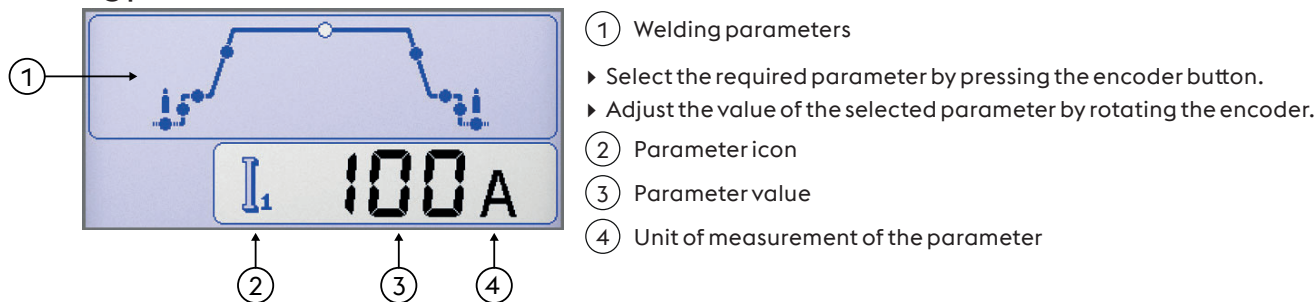 1 Welding parameters
▸ Select the required parameter by pressing the encoder button.
▸ Adjust the value of the selected parameter by rotating the encoder.
2 Parameter icon
3 Parameter value
4 Unit of measurement of the parameter
1
I1 100 A
2 3 4